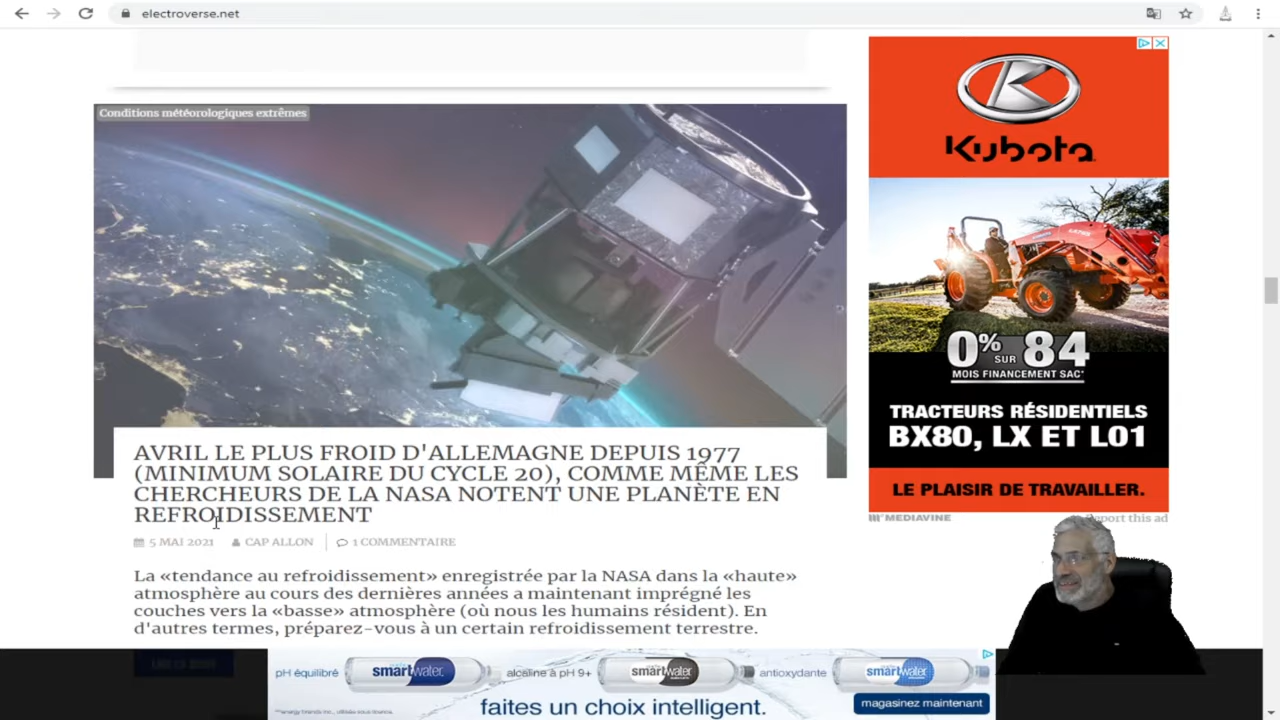 electroverse.net
Conditions météorologiques extrêmes
Kubota
0% SUR 84
MOIS FINANCEMENT SAC*
TRACTEURS RÉSIDENTIELS
BX80, LX ET L01
LE PLAISIR DE TRAVAILLER.
MEDIAVINE
report this ad
AVRIL LE PLUS FROID D'ALLEMAGNE DEPUIS 1977
(MINIMUM SOLAIRE DU CYCLE 20), COMME MÊME LES
CHERCHEURS DE LA NASA NOTENT UNE PLANÈTE EN
REFROIDISSEMENT
5 MAI 2021 CAP ALLON 1 COMMENTAIRE
La «tendance au refroidissement» enregistrée par la NASA dans la «haute»
atmosphère au cours des dernières années a maintenant imprégné les
couches vers la «basse» atmosphère (où nous les humains résident). En
d'autres termes, préparez-vous à un certain refroidissement terrestre.
pH équilibré smartwater. alcaline à pH 9+ smartwater antioxydante smartwater
faites un choix intelligent.
magasinez maintenant